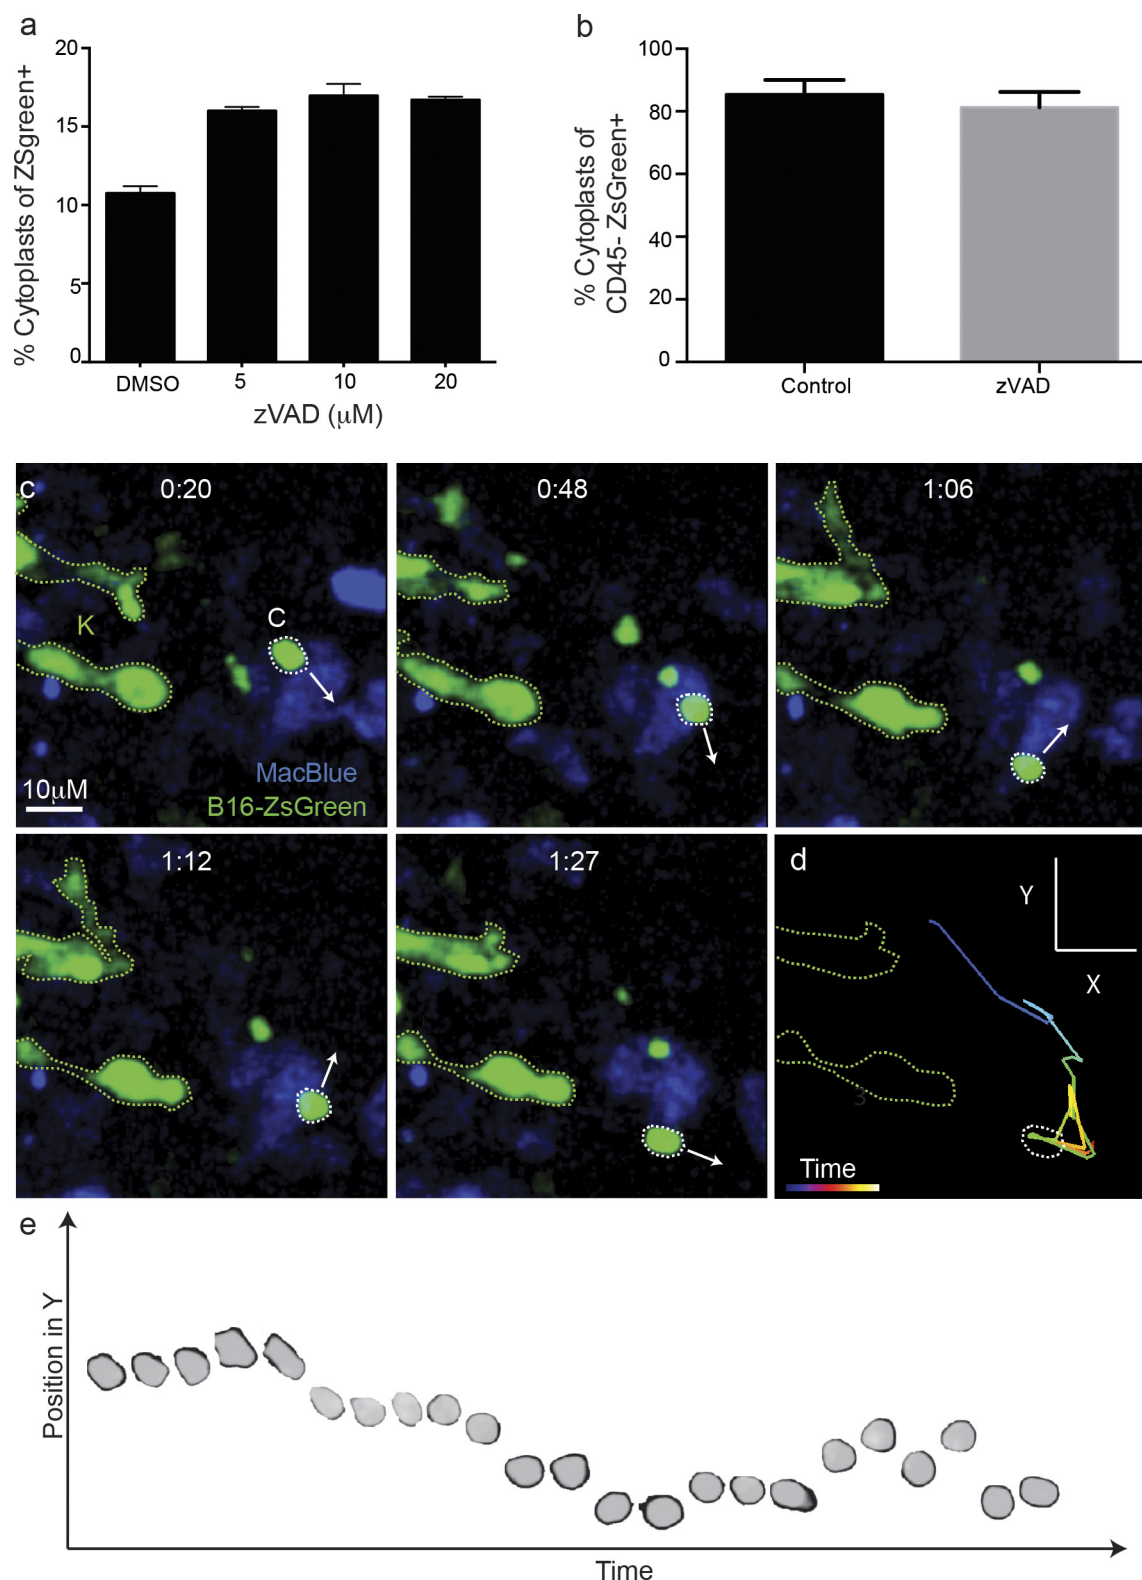 a
% Cytoplasts of ZSgreen+
20
15
10
5
0
DMSO
5
10
20
zVAD (μM)
b
% Cytoplasts of
CD45- ZsGreen+
100
80
60
40
20
0
Control
zVAD
c
0:20
K
C
MacBlue
B16-ZsGreen
10μM
0:48
1:06
1:12
1:27
d
Y
X
3
Time
e
Position in Y
Time